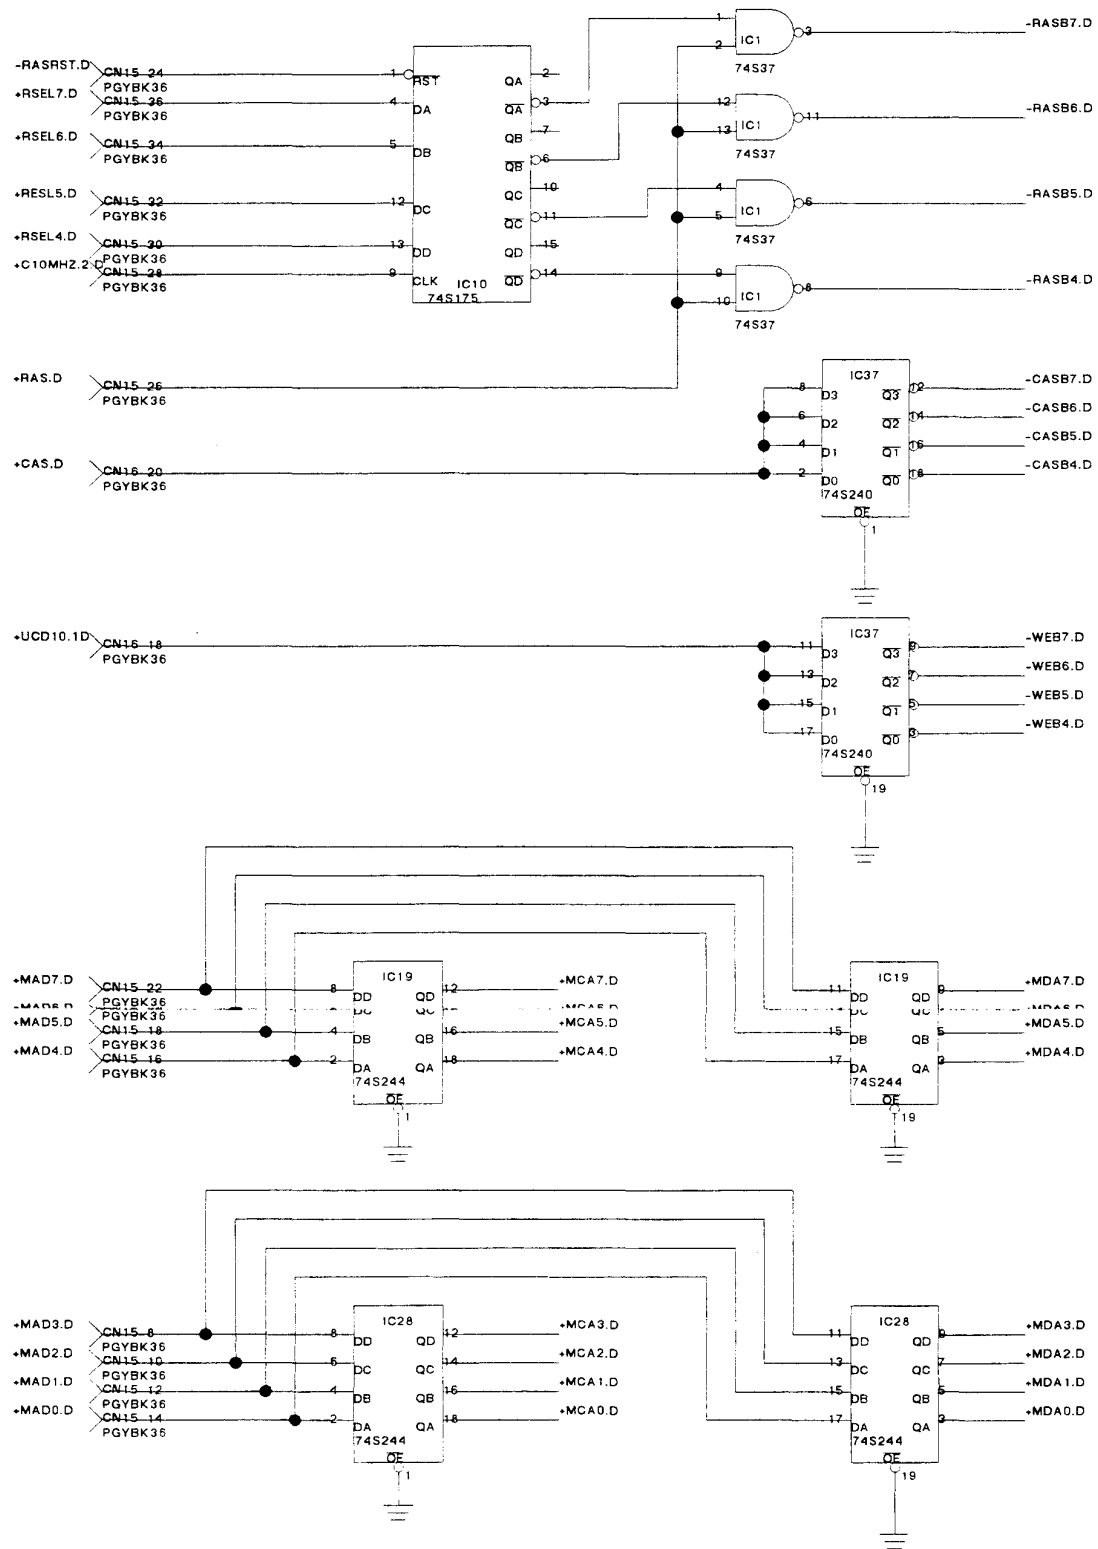 -RASRST.D CN15 24 PGYBK36
+RSEL7.D CN15 36 PGYBK36
+RSEL6.D CN15 34 PGYBK36
+RESL5.D CN15 32 PGYBK36
+RSEL4.D CN15 30 PGYBK36
+C10MHZ.2.D CN15 28 PGYBK36
1 RST QA 2
4 DA QA 3
QB 7
5 DB QB 6
QC 10
12 DC QC 11
QD 15
13 DD QD 14
9 CLK IC10
74S175
1 2 IC1 3 -RASB7.D
74S37
12 13 IC1 11 -RASB6.D
74S37
4 5 IC1 6 -RASB5.D
74S37
9 10 IC1 8 -RASB4.D
74S37
+RAS.D CN15 26 PGYBK36
+CAS.D CN16 20 PGYBK36
IC37
8 D3 Q3 12 -CASB7.D
6 D2 Q2 14 -CASB6.D
4 D1 Q1 16 -CASB5.D
2 D0 Q0 18 -CASB4.D
74S240
OE
1
+UCD10.1D CN16 18 PGYBK36
IC37
11 D3 Q3 9 -WEB7.D
13 D2 Q2 7 -WEB6.D
15 D1 Q1 5 -WEB5.D
17 D0 Q0 3 -WEB4.D
74S240
OE
19
+MAD7.D CN15 22 PGYBK36
+MAD5.D CN15 18 PGYBK36
+MAD4.D CN15 16 PGYBK36
IC19
8 DD QD 12 +MCA7.D
4 DB QB 16 +MCA5.D
2 DA QA 18 +MCA4.D
74S244
OE
1
IC19
11 DD QD 9 +MDA7.D
15 DB QB 5 +MDA5.D
17 DA QA 3 +MDA4.D
74S244
OE
19
+MAD3.D CN15 8 PGYBK36
+MAD2.D CN15 10 PGYBK36
+MAD1.D CN15 12 PGYBK36
+MAD0.D CN15 14 PGYBK36
IC28
8 DD QD 12 +MCA3.D
6 DC QC 14 +MCA2.D
4 DB QB 16 +MCA1.D
2 DA QA 18 +MCA0.D
74S244
OE
1
IC28
11 DD QD 9 +MDA3.D
13 DC QC 7 +MDA2.D
15 DB QB 5 +MDA1.D
17 DA QA 3 +MDA0.D
74S244
OE
19